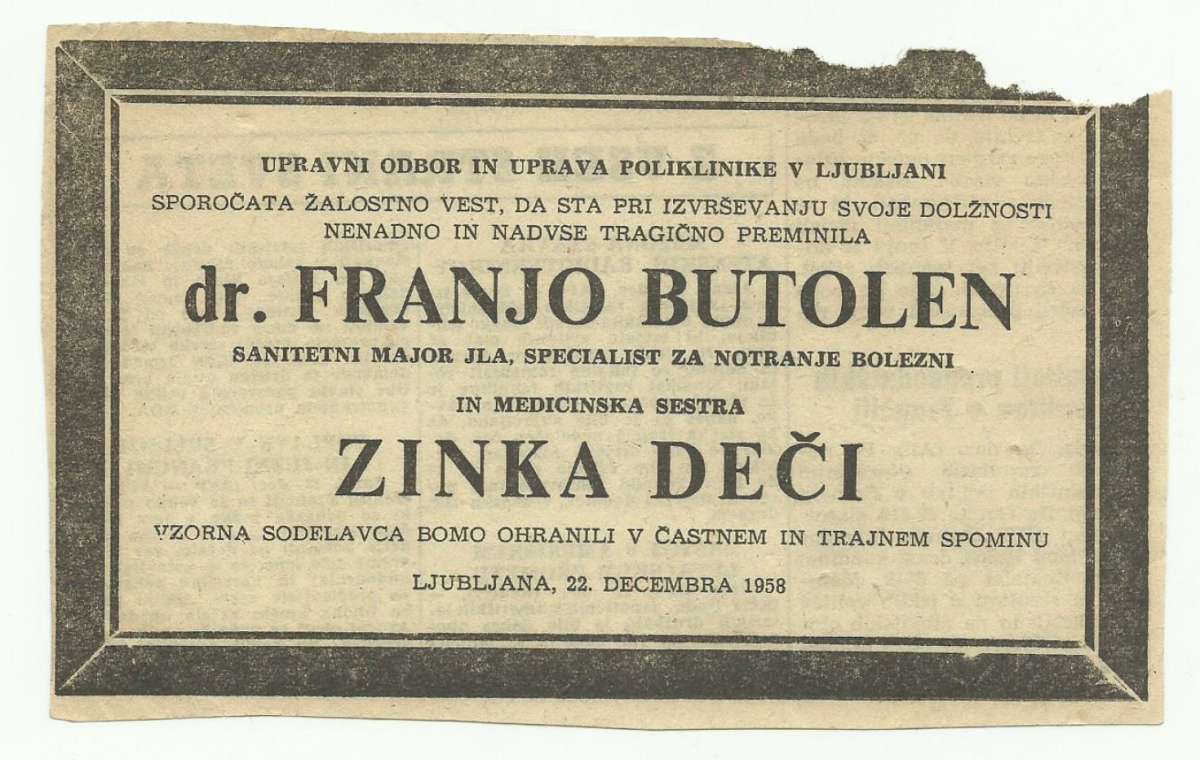 UPRAVNI ODBOR IN UPRAVA POLIKLINIKE V LJUBLJANI
SPOROČATA ŽALOSTNO VEST, DA STA PRI IZVRŠEVANJU SVOJE DOLŽNOSTI
NENADNO IN NADVSE TRAGIČNO PREMINILA
dr. FRANJO BUTOLEN
SANITETNI MAJOR JLA, SPECIALIST ZA NOTRANJE BOLEZNI
IN MEDICINSKA SESTRA
ZINKA DEČI
VZORNA SODELAVCA BOMO OHRANILI V ČASTNEM IN TRAJNEM SPOMINU
LJUBLJANA, 22. DECEMBRA 1958